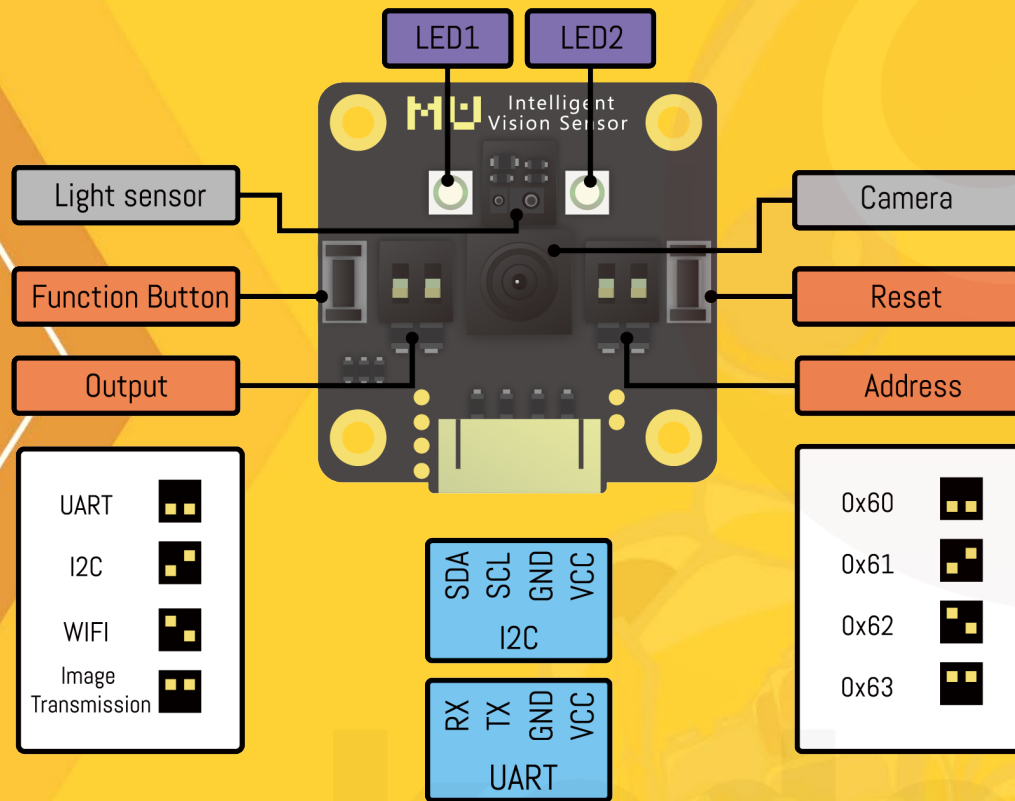 LED1
LED2
MU
Intelligent
Vision Sensor
Light sensor
Camera
Function Button
Reset
Output
Address
UART
I2C
WIFI
Image
Transmission
SDA SCL GND VCC
I2C
RX TX GND VCC
UART
0x60
0x61
0x62
0x63